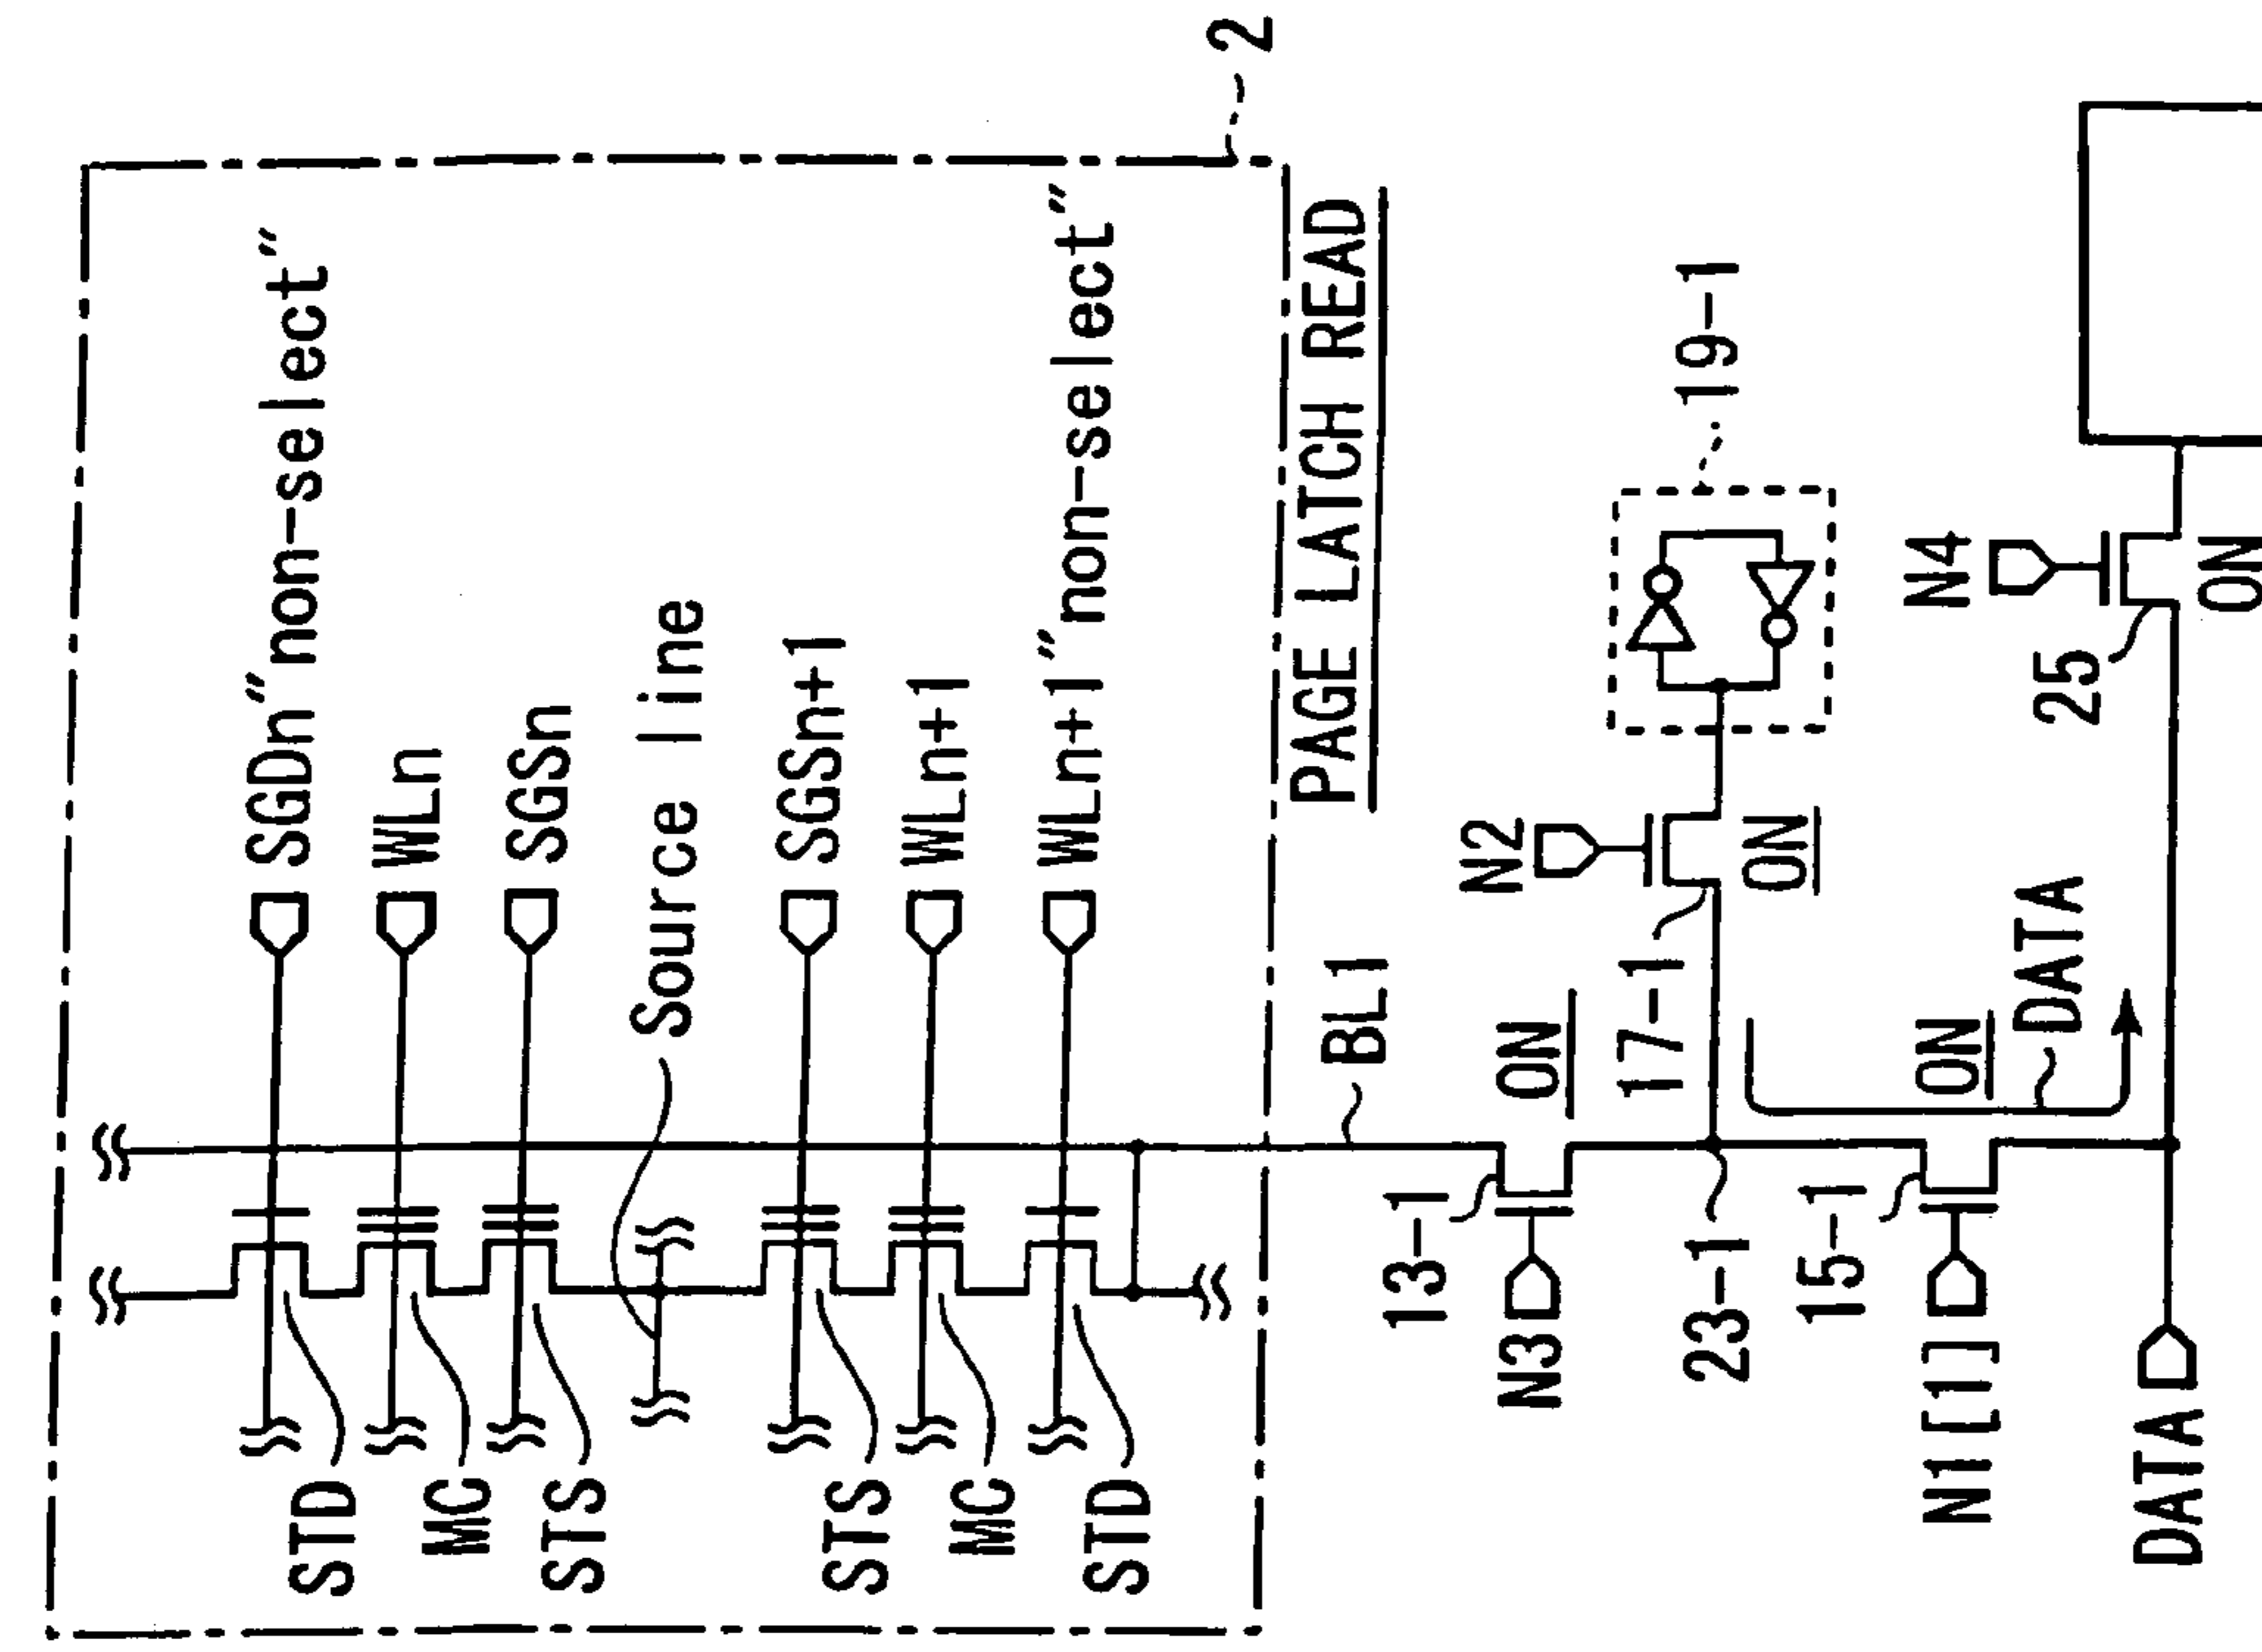 2
SGDn"non-select"
WLn
SGSn
Source line
SGSn+1
WLn+1
WLn+1"non-select"
STD
MC
STS
STS
MC
STD
PAGE LATCH READ
BL1
13-1
N3
ON
N2
17-1
ON
19-1
23-1
15-1
N1[1]
ON
DATA
DATA
N4
25
ON